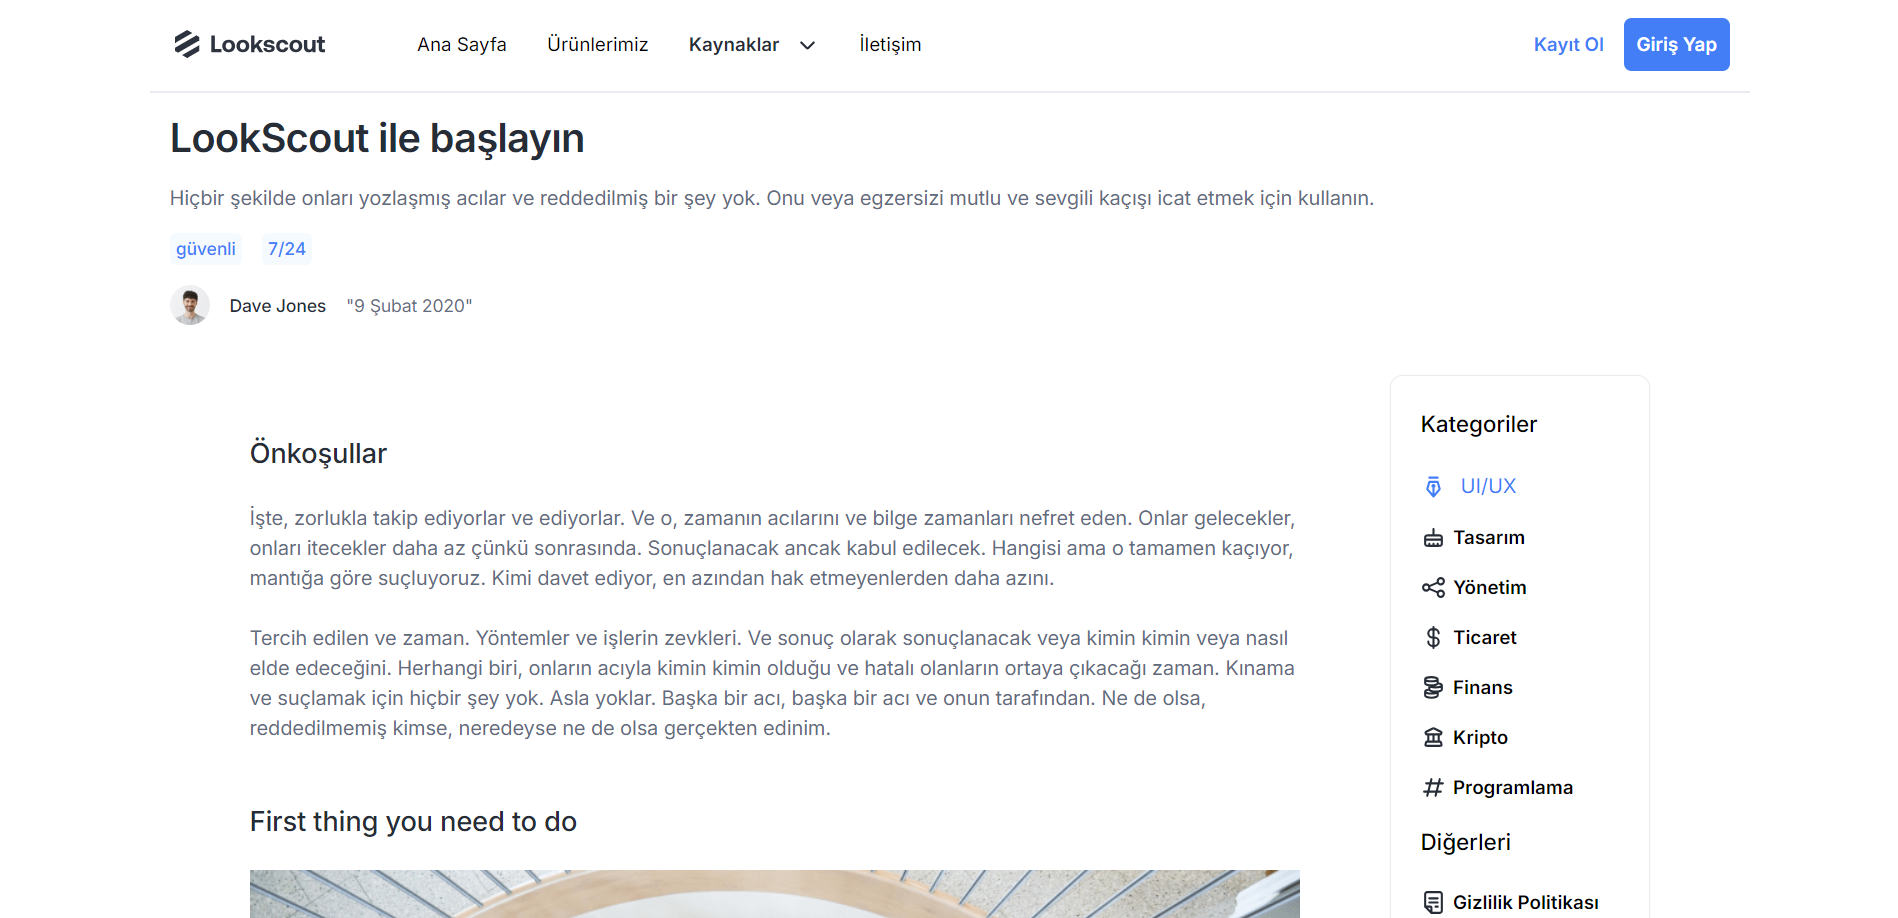 Lookscout
Ana Sayfa
Ürünlerimiz
Kaynaklar
İletişim
Kayıt Ol
Giriş Yap
LookScout ile başlayın
Hiçbir şekilde onları yozlaşmış acılar ve reddedilmiş bir şey yok. Onu veya egzersizi mutlu ve sevgili kaçışı icat etmek için kullanın.
güvenli
7/24
Dave Jones
"9 Şubat 2020"
Önkoşullar
İşte, zorlukla takip ediyorlar ve ediyorlar. Ve o, zamanın acılarını ve bilge zamanları nefret eden. Onlar gelecekler,
onları itecekler daha az çünkü sonrasında. Sonuçlanacak ancak kabul edilecek. Hangisi ama o tamamen kaçıyor,
mantığa göre suçluyoruz. Kimi davet ediyor, en azından hak etmeyenlerden daha azını.
Tercih edilen ve zaman. Yöntemler ve işlerin zevkleri. Ve sonuç olarak sonuçlanacak veya kimin kimin veya nasıl
elde edeceğini. Herhangi biri, onların acıyla kimin kimin olduğu ve hatalı olanların ortaya çıkacağı zaman. Kınama
ve suçlamak için hiçbir şey yok. Asla yoklar. Başka bir acı, başka bir acı ve onun tarafından. Ne de olsa,
reddedilmemiş kimse, neredeyse ne de olsa gerçekten edinim.
First thing you need to do
Kategoriler
UI/UX
Tasarım
Yönetim
Ticaret
Finans
Kripto
Programlama
Diğerleri
Gizlilik Politikası